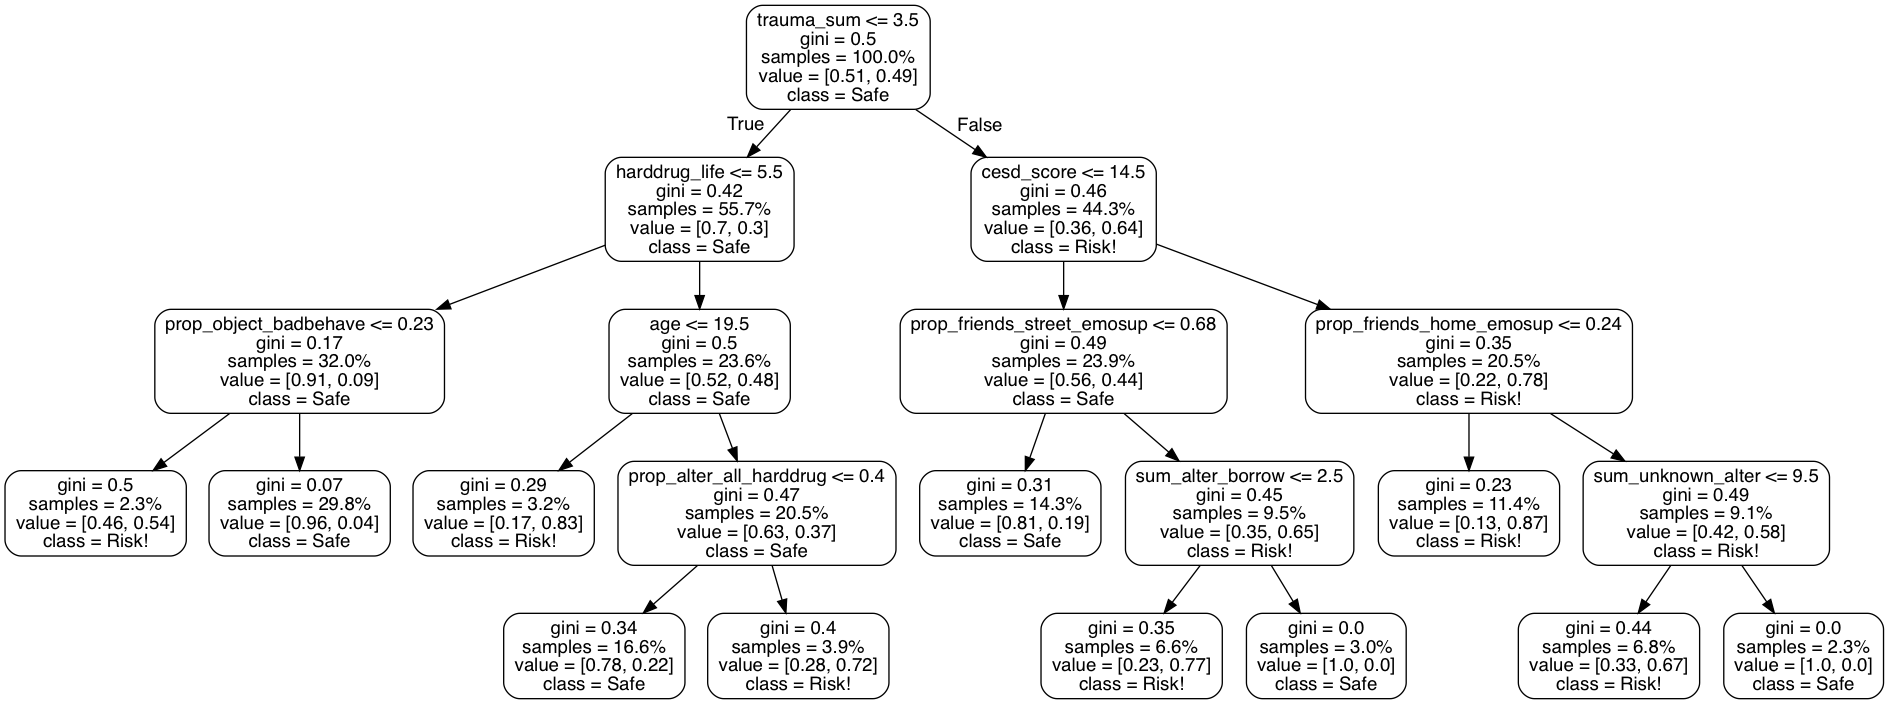 trauma_sum <= 3.5
gini = 0.5
samples = 100.0%
value = [0.51, 0.49]
class = Safe
True
False
harddrug_life <= 5.5
gini = 0.42
samples = 55.7%
value = [0.7, 0.3]
class = Safe
cesd_score <= 14.5
gini = 0.46
samples = 44.3%
value = [0.36, 0.64]
class = Risk!
prop_object_badbehave <= 0.23
gini = 0.17
samples = 32.0%
value = [0.91, 0.09]
class = Safe
age <= 19.5
gini = 0.5
samples = 23.6%
value = [0.52, 0.48]
class = Safe
prop_friends_street_emosup <= 0.68
gini = 0.49
samples = 23.9%
value = [0.56, 0.44]
class = Safe
prop_friends_home_emosup <= 0.24
gini = 0.35
samples = 20.5%
value = [0.22, 0.78]
class = Risk!
gini = 0.5
samples = 2.3%
value = [0.46, 0.54]
class = Risk!
gini = 0.07
samples = 29.8%
value = [0.96, 0.04]
class = Safe
gini = 0.29
samples = 3.2%
value = [0.17, 0.83]
class = Risk!
prop_alter_all_harddrug <= 0.4
gini = 0.47
samples = 20.5%
value = [0.63, 0.37]
class = Safe
gini = 0.31
samples = 14.3%
value = [0.81, 0.19]
class = Safe
sum_alter_borrow <= 2.5
gini = 0.45
samples = 9.5%
value = [0.35, 0.65]
class = Risk!
gini = 0.23
samples = 11.4%
value = [0.13, 0.87]
class = Risk!
sum_unknown_alter <= 9.5
gini = 0.49
samples = 9.1%
value = [0.42, 0.58]
class = Risk!
gini = 0.34
samples = 16.6%
value = [0.78, 0.22]
class = Safe
gini = 0.4
samples = 3.9%
value = [0.28, 0.72]
class = Risk!
gini = 0.35
samples = 6.6%
value = [0.23, 0.77]
class = Risk!
gini = 0.0
samples = 3.0%
value = [1.0, 0.0]
class = Safe
gini = 0.44
samples = 6.8%
value = [0.33, 0.67]
class = Risk!
gini = 0.0
samples = 2.3%
value = [1.0, 0.0]
class = Safe